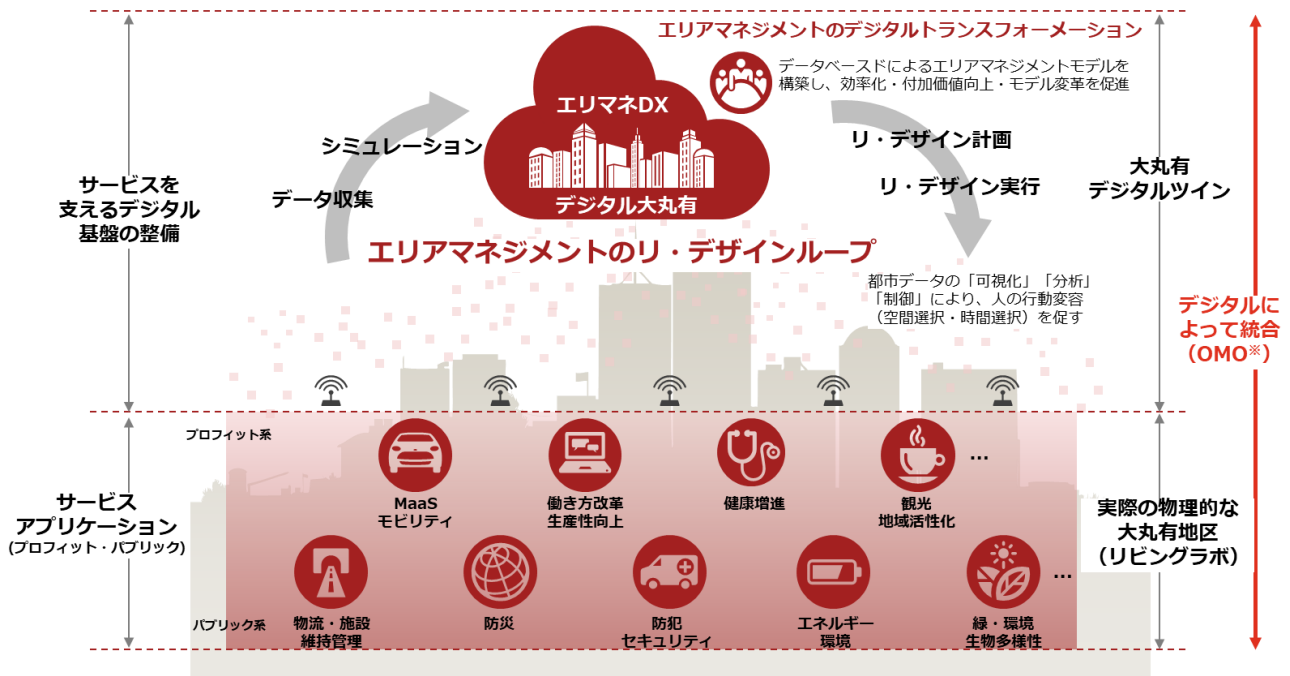 エリアマネジメントのデジタルトランスフォーメーション
データベースドによるエリアマネジメントモデルを
構築し、効率化・付加価値向上・モデル変革を促進
エリマネDX
デジタル大丸有
シミュレーション
データ収集
リ・デザイン計画
リ・デザイン実行
エリアマネジメントのリ・デザインループ
都市データの「可視化」「分析」
「制御」により、人の行動変容
（空間選択・時間選択）を促す
サービスを
支えるデジタル
基盤の整備
大丸有
デジタルツイン
デジタルに
よって統合
（OMO※）
プロフィット系
MaaS
モビリティ
働き方改革
生産性向上
健康増進
観光
地域活性化
…
サービス
アプリケーション
(プロフィット・パブリック)
実際の物理的な
大丸有地区
（リビングラボ）
パブリック系
物流・施設
維持管理
防災
防犯
セキュリティ
エネルギー
環境
緑・環境
生物多様性
…